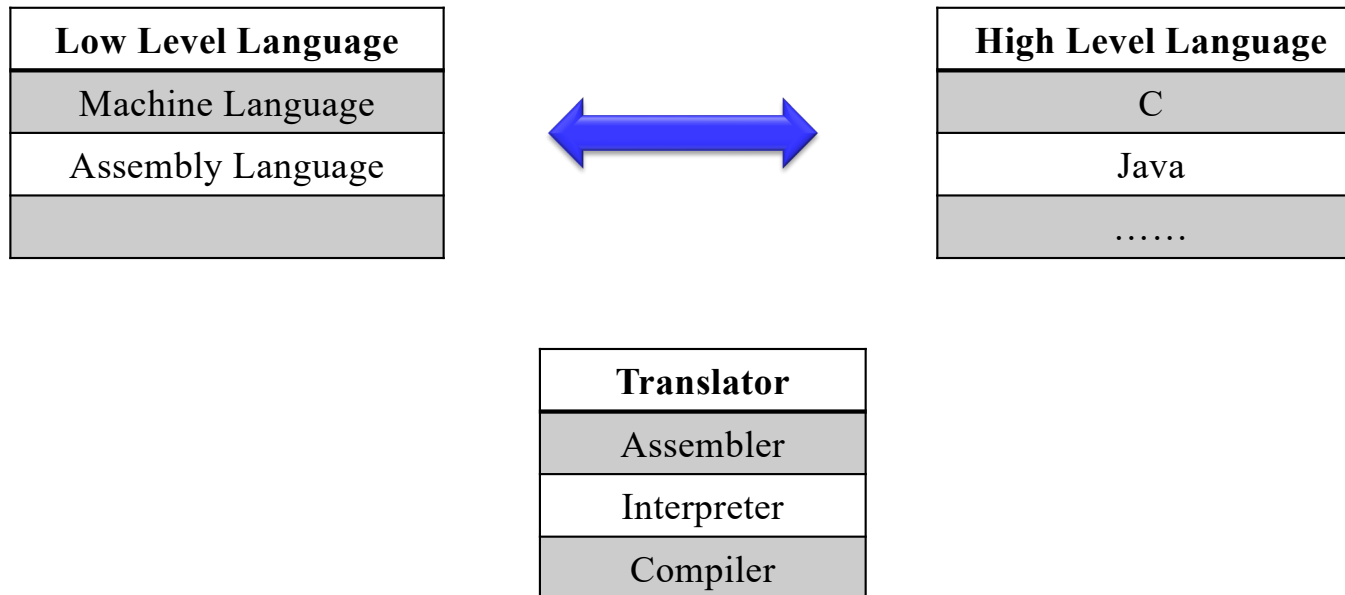 Low Level Language
Machine Language
Assembly Language
High Level Language
C
Java
......
Translator
Assembler
Interpreter
Compiler